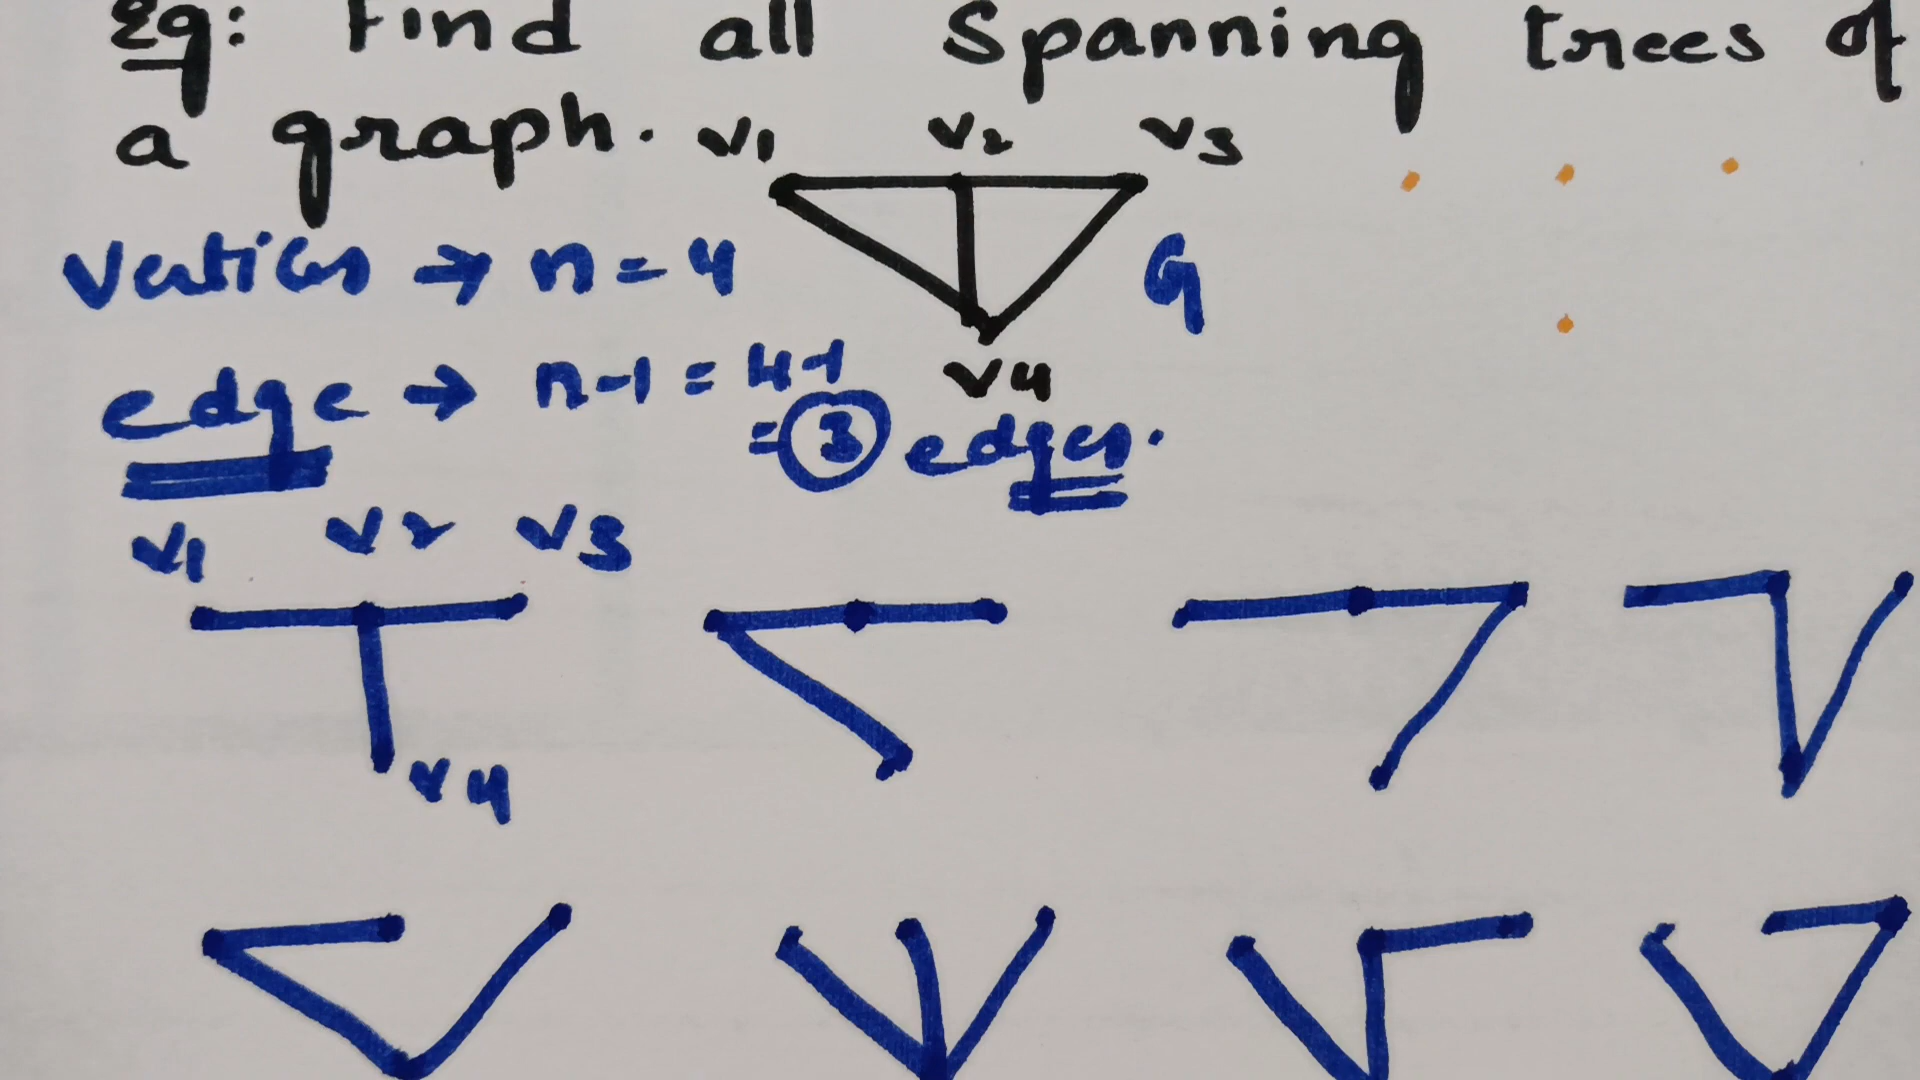 Eg: Find all Spanning trees of
a graph. v1 v2 v3
Vertices → n = 4 G
v4
edge → n-1 = 4-1
= 3 edges.
v1 v2 v3
v4